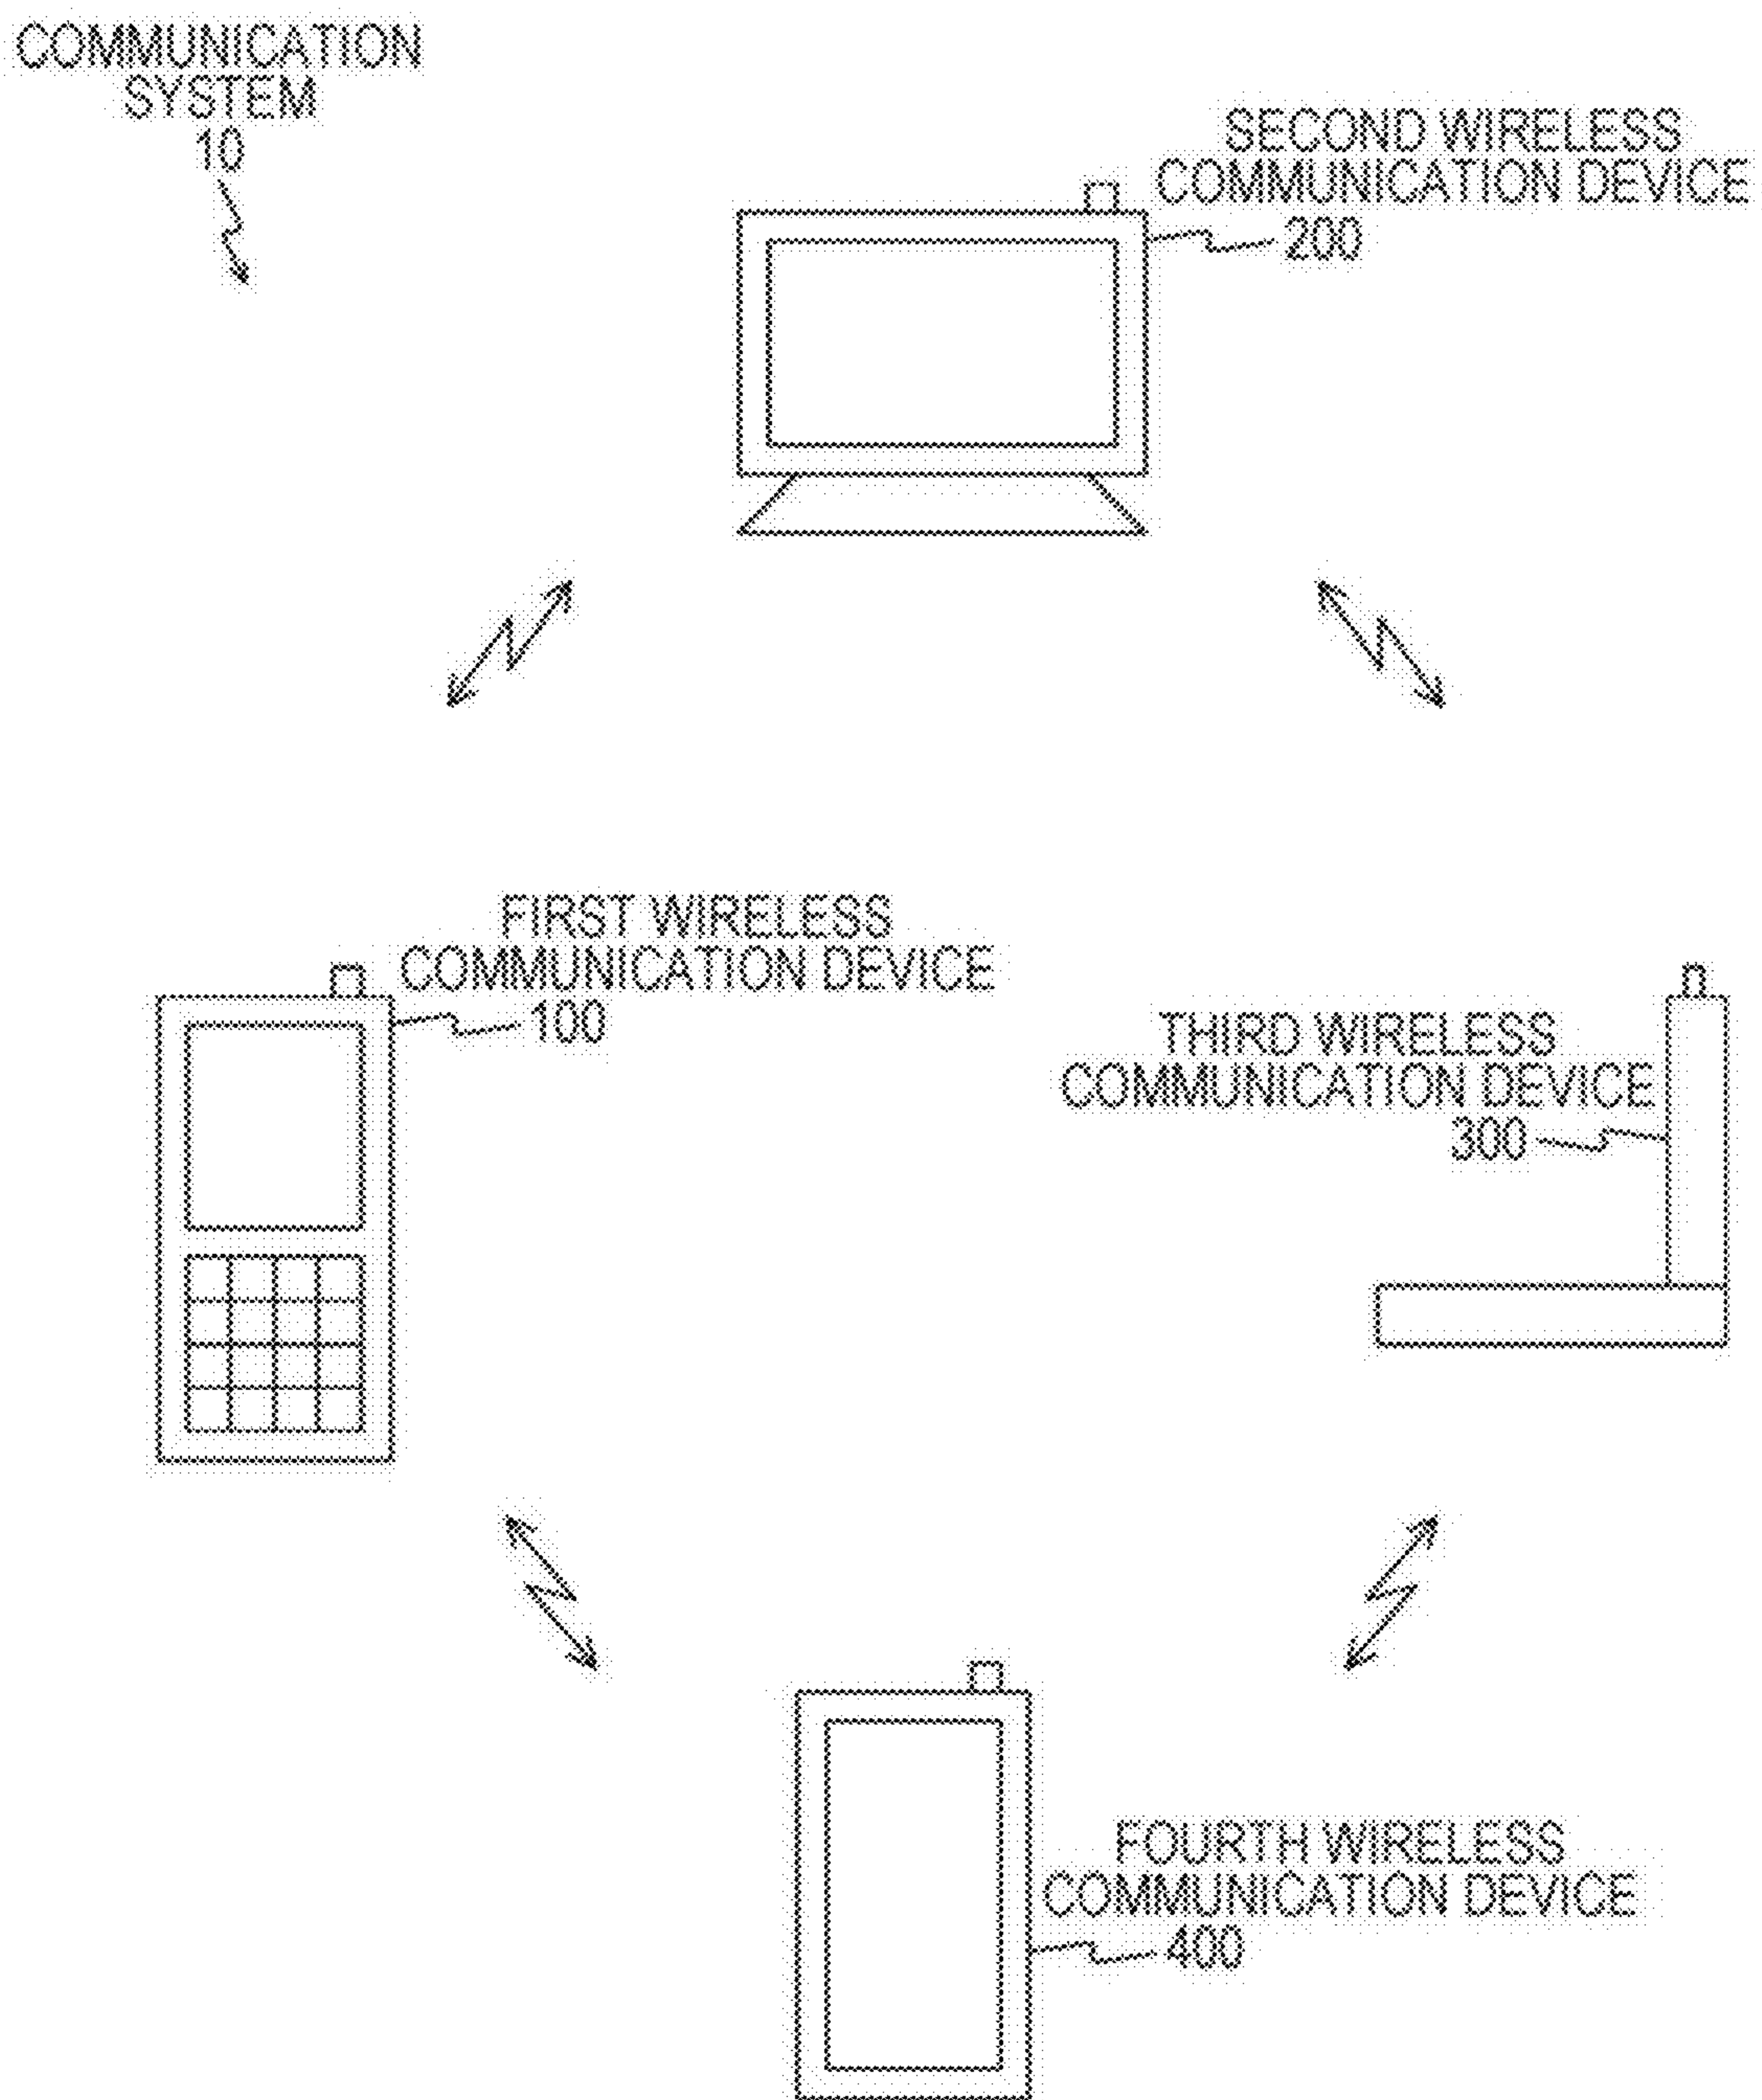 COMMUNICATION
SYSTEM
10
SECOND WIRELESS
COMMUNICATION DEVICE
200
FIRST WIRELESS
COMMUNICATION DEVICE
100
THIRD WIRELESS
COMMUNICATION DEVICE
300
FOURTH WIRELESS
COMMUNICATION DEVICE
400